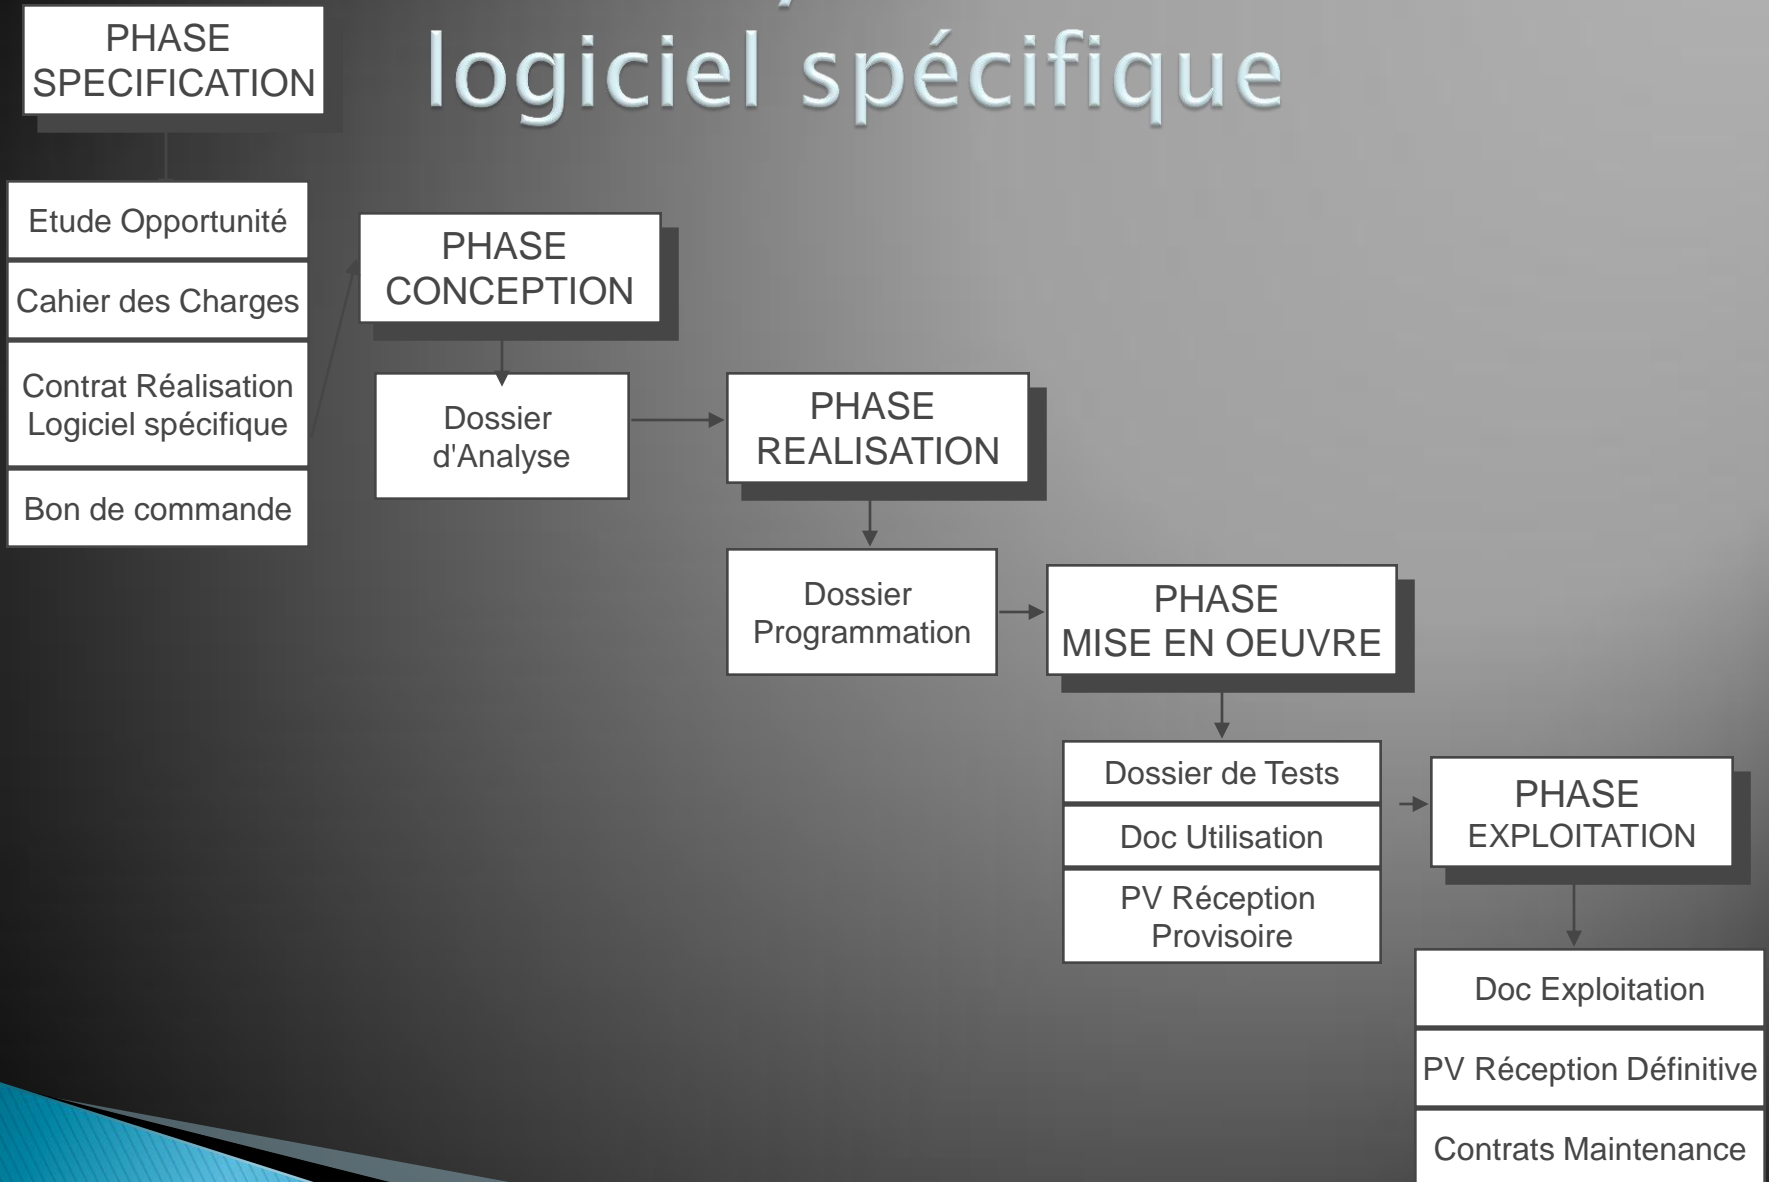 logiciel spécifique
PHASE
SPECIFICATION
Etude Opportunité
Cahier des Charges
Contrat Réalisation
Logiciel spécifique
Bon de commande
PHASE
CONCEPTION
Dossier
d'Analyse
PHASE
REALISATION
Dossier
Programmation
PHASE
MISE EN OEUVRE
Dossier de Tests
Doc Utilisation
PV Réception
Provisoire
PHASE
EXPLOITATION
Doc Exploitation
PV Réception Définitive
Contrats Maintenance